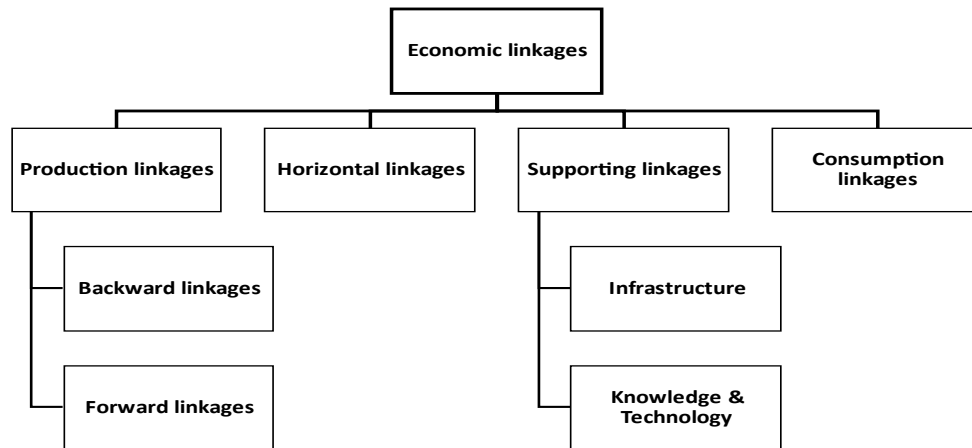 Economic linkages
Production linkages
Horizontal linkages
Supporting linkages
Consumption
linkages
Backward linkages
Infrastructure
Forward linkages
Knowledge &
Technology